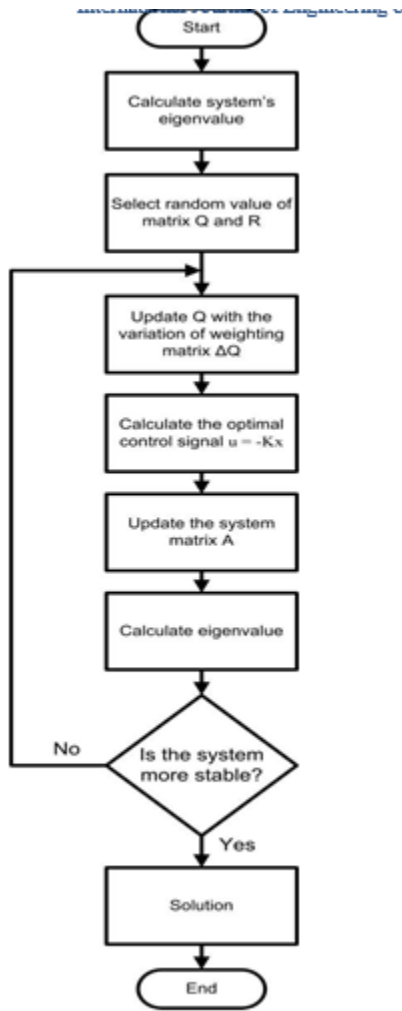 Start
Calculate system's
eigenvalue
Select random value of
matrix Q and R
Update Q with the
variation of weighting
matrix ΔQ
Calculate the optimal
control signal u = -Kx
Update the system
matrix A
Calculate eigenvalue
Is the system
more stable?
No
Yes
Solution
End